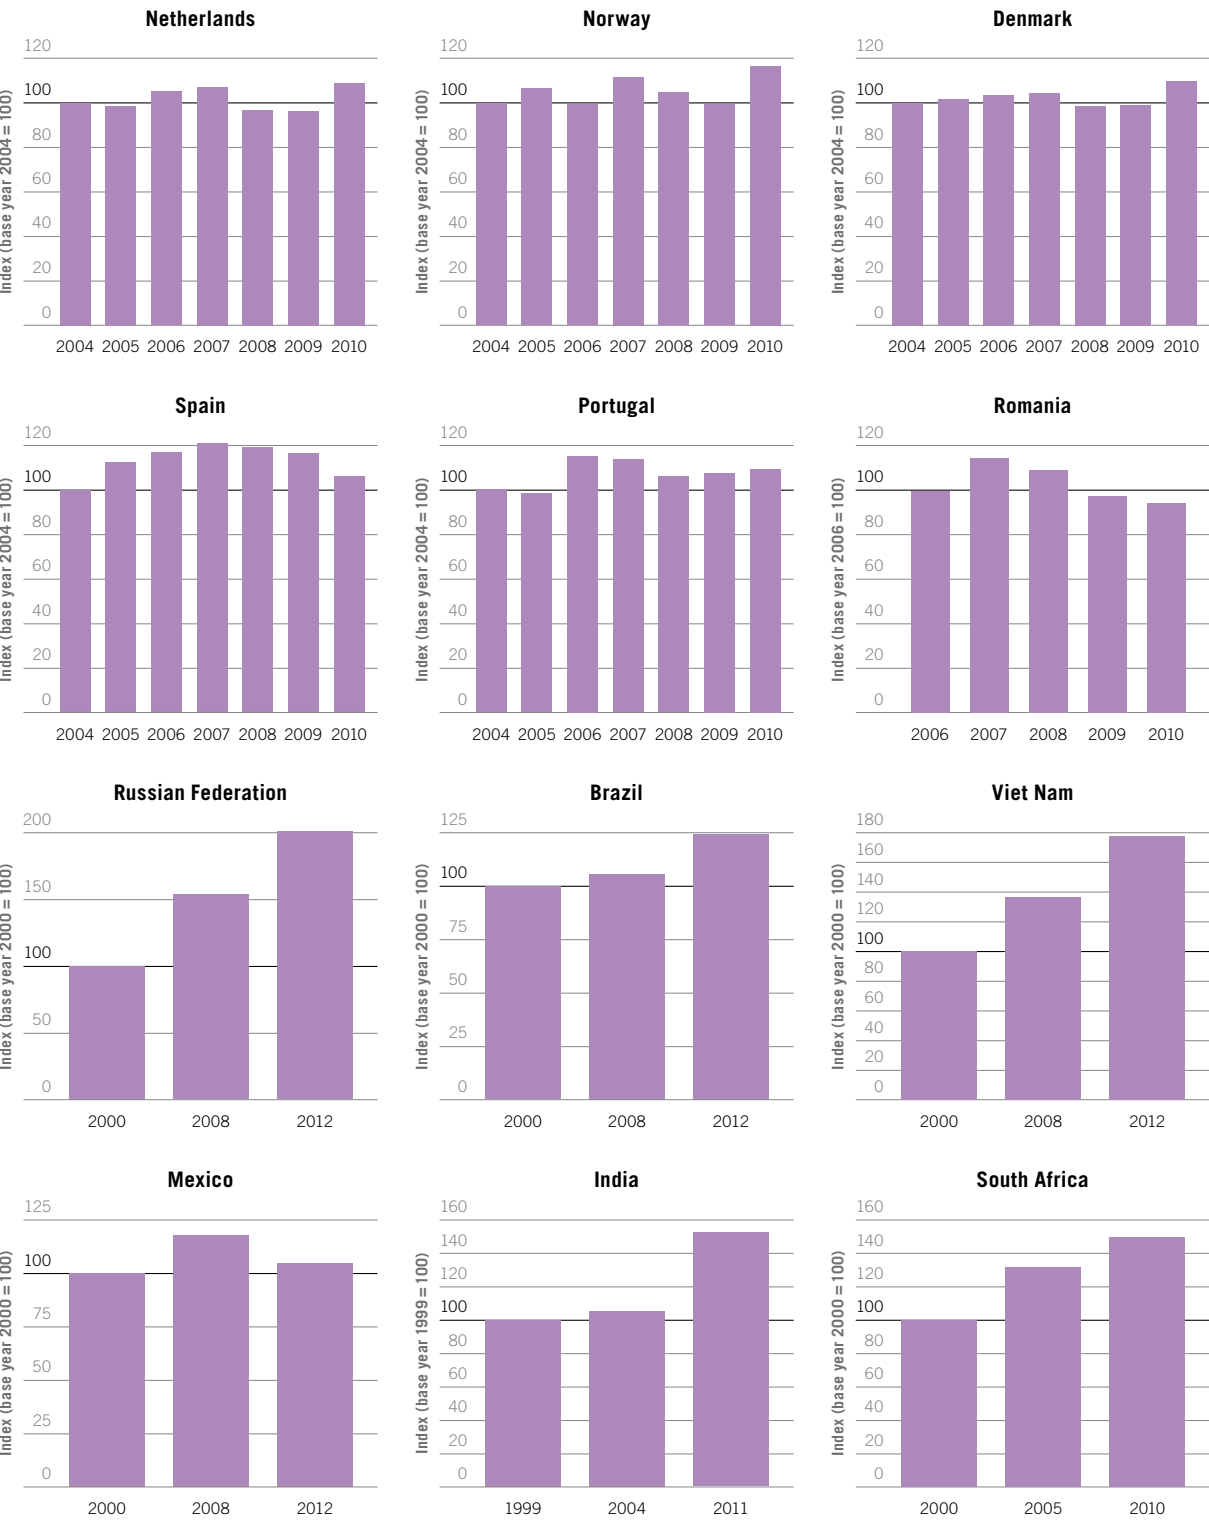 Netherlands
Index (base year 2004 = 100)
120
100
80
60
40
20
0
2004 2005 2006 2007 2008 2009 2010
Norway
Index (base year 2004 = 100)
120
100
80
60
40
20
0
2004 2005 2006 2007 2008 2009 2010
Denmark
Index (base year 2004 = 100)
120
100
80
60
40
20
0
2004 2005 2006 2007 2008 2009 2010
Spain
Index (base year 2004 = 100)
120
100
80
60
40
20
0
2004 2005 2006 2007 2008 2009 2010
Portugal
Index (base year 2004 = 100)
120
100
80
60
40
20
0
2004 2005 2006 2007 2008 2009 2010
Romania
Index (base year 2006 = 100)
120
100
80
60
40
20
0
2006 2007 2008 2009 2010
Russian Federation
Index (base year 2000 = 100)
200
150
100
50
0
2000 2008 2012
Brazil
Index (base year 2000 = 100)
125
100
75
50
25
0
2000 2008 2012
Viet Nam
Index (base year 2000 = 100)
180
160
140
120
100
80
60
40
20
0
2000 2008 2012
Mexico
Index (base year 2000 = 100)
125
100
75
50
25
0
2000 2008 2012
India
Index (base year 1999 = 100)
160
140
120
100
80
60
40
20
0
1999 2004 2011
South Africa
Index (base year 2000 = 100)
160
140
120
100
80
60
40
20
0
2000 2005 2010